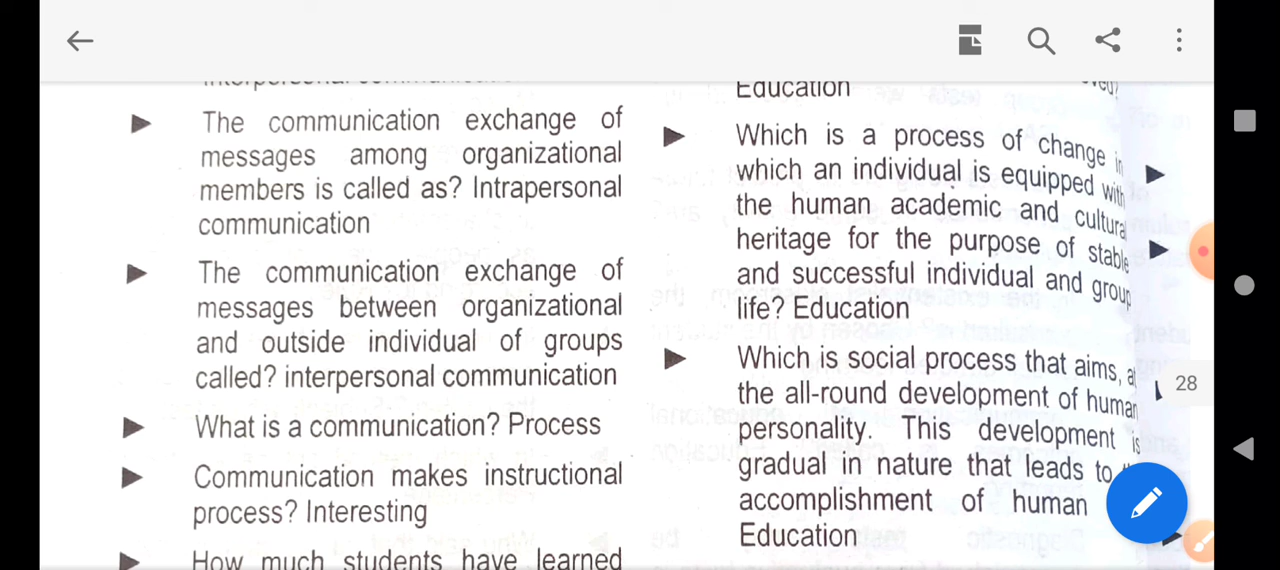 The communication exchange of
messages among organizational
members is called as? Intrapersonal
communication
The communication exchange of
messages between organizational
and outside individual of groups
called? interpersonal communication
What is a communication? Process
Communication makes instructional
process? Interesting
How much students have learned
Education
Which is a process of change in
which an individual is equipped with
the human academic and cultura
heritage for the purpose of stable
and successful individual and group
life? Education
Which is social process that aims, a
the all-round development of human
personality. This development is
gradual in nature that leads to
accomplishment of human
Education
28